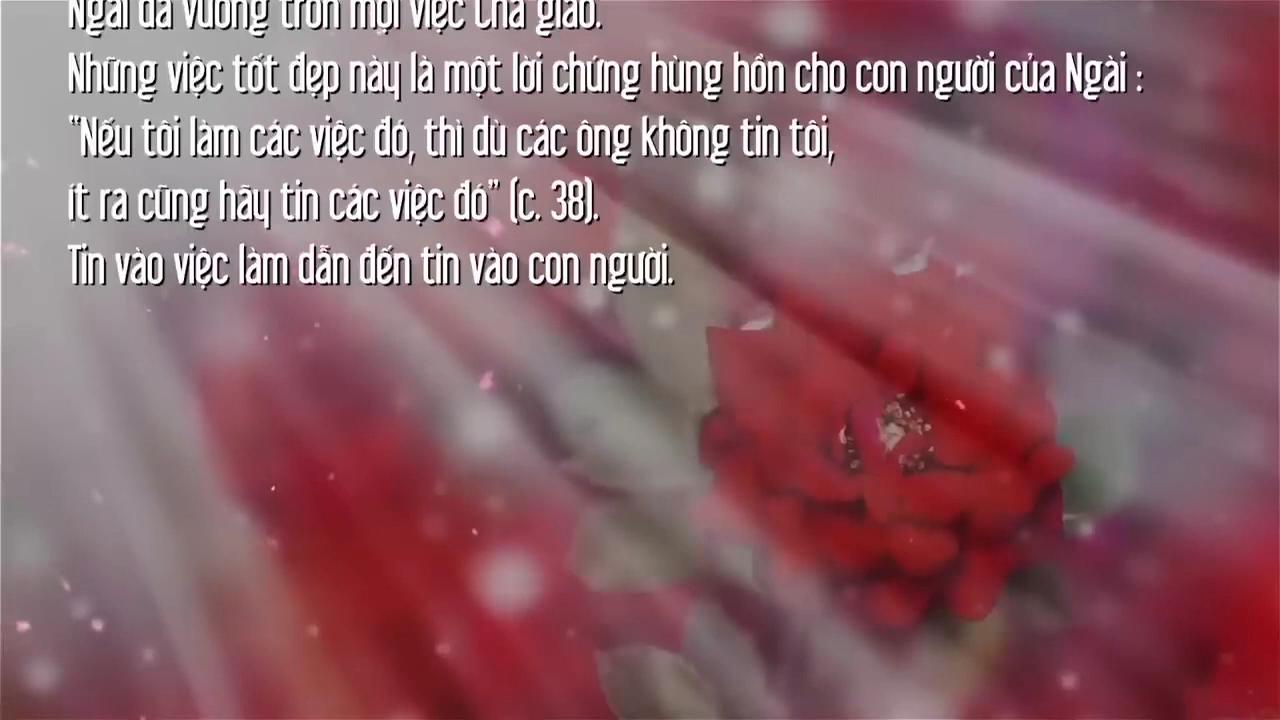 Ngài đã vuông tròn mọi việc Cha giao.
Những việc tốt đẹp này là một lời chứng hùng hồn cho con người của Ngài :
“Nếu tôi làm các việc đó, thì dù các ông không tin tôi,
ít ra cũng hãy tin các việc đó” (c. 38).
Tin vào việc làm dẫn đến tin vào con người.